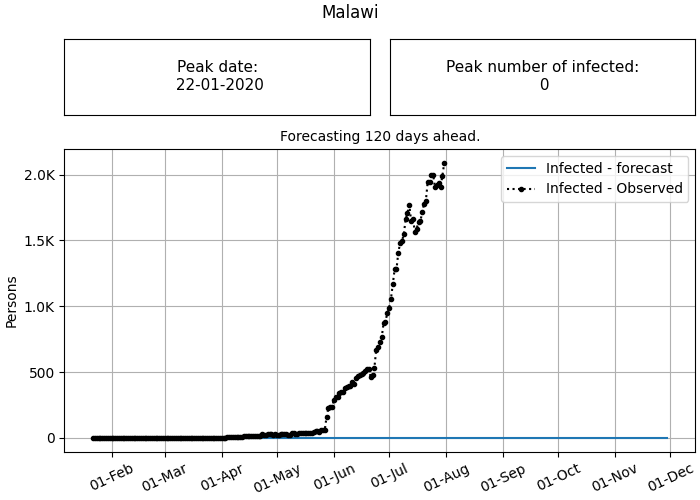 Malawi
Peak date:
22-01-2020
Peak number of infected:
0
Forecasting 120 days ahead.
Infected - forecast
Infected - Observed
2.0K
1.5K
1.0K
500
0
Persons
01-Feb
01-Mar
01-Apr
01-May
01-Jun
01-Jul
01-Aug
01-Sep
01-Oct
01-Nov
01-Dec